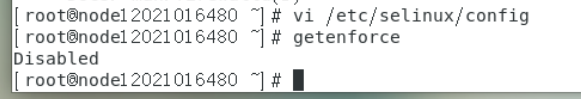 [root@node12021016480 ~]# vi /etc/selinux/config
[root@node12021016480 ~]# getenforce
Disabled
[root@node12021016480 ~]#